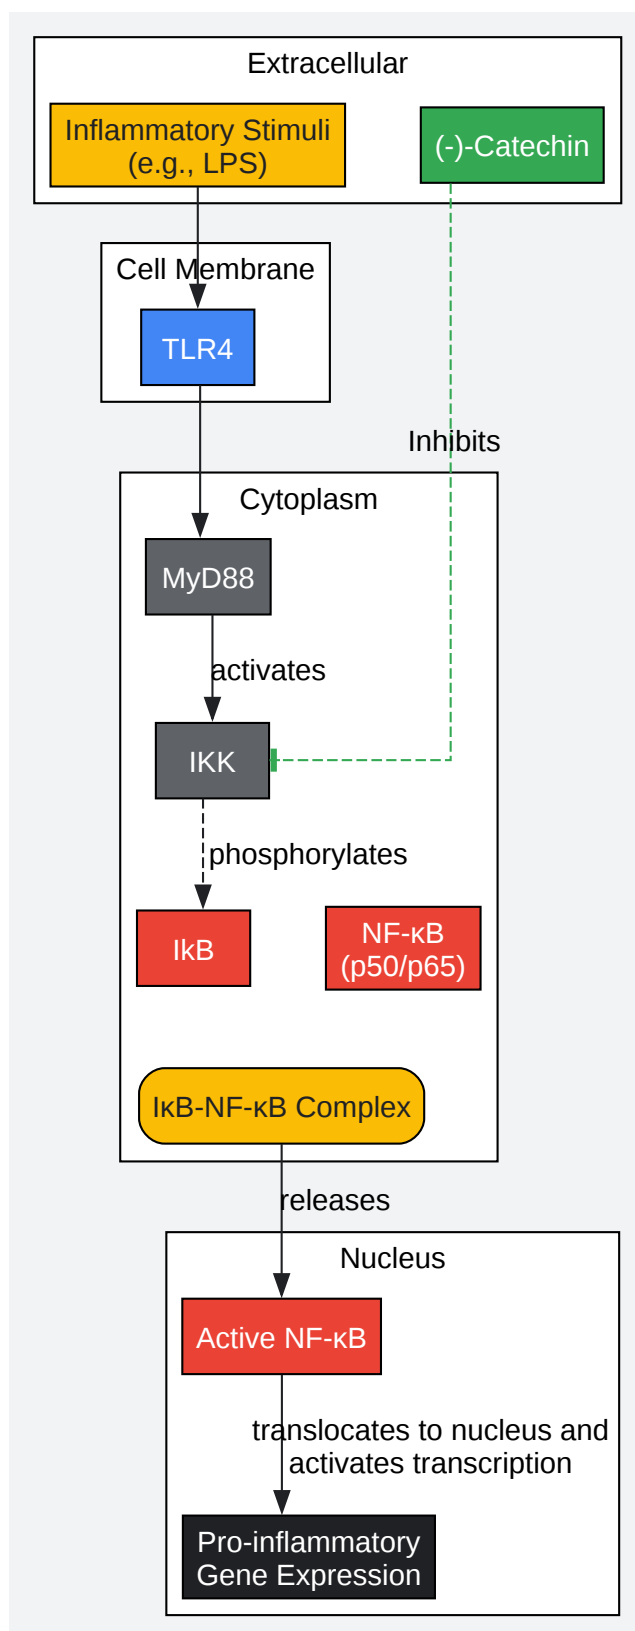 Extracellular
Inflammatory Stimuli
(e.g., LPS)
(-)-Catechin
Cell Membrane
TLR4
Inhibits
Cytoplasm
MyD88
activates
IKK
phosphorylates
IkB
NF-κB
(p50/p65)
IκB-NF-κB Complex
releases
Nucleus
Active NF-κB
translocates to nucleus and
activates transcription
Pro-inflammatory
Gene Expression